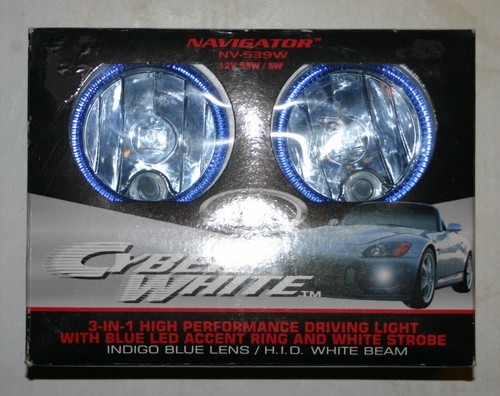 NAVIGATOR™
NV-539W
12V 55W / 5W
CYBER
WHITE™
3-IN-1 HIGH PERFORMANCE DRIVING LIGHT
WITH BLUE LED ACCENT RING AND WHITE STROBE
INDIGO BLUE LENS / H.I.D. WHITE BEAM